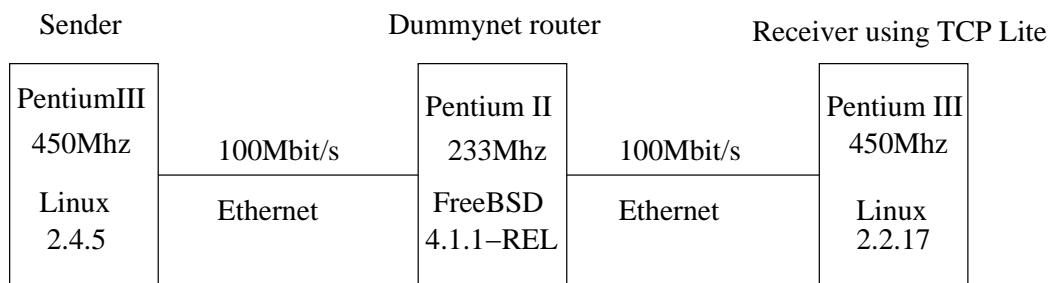 Sender
Dummynet router
Receiver using TCP Lite
PentiumIII
450Mhz
Linux
2.4.5
100Mbit/s
Ethernet
Pentium II
233Mhz
FreeBSD
4.1.1−REL
100Mbit/s
Ethernet
Pentium III
450Mhz
Linux
2.2.17